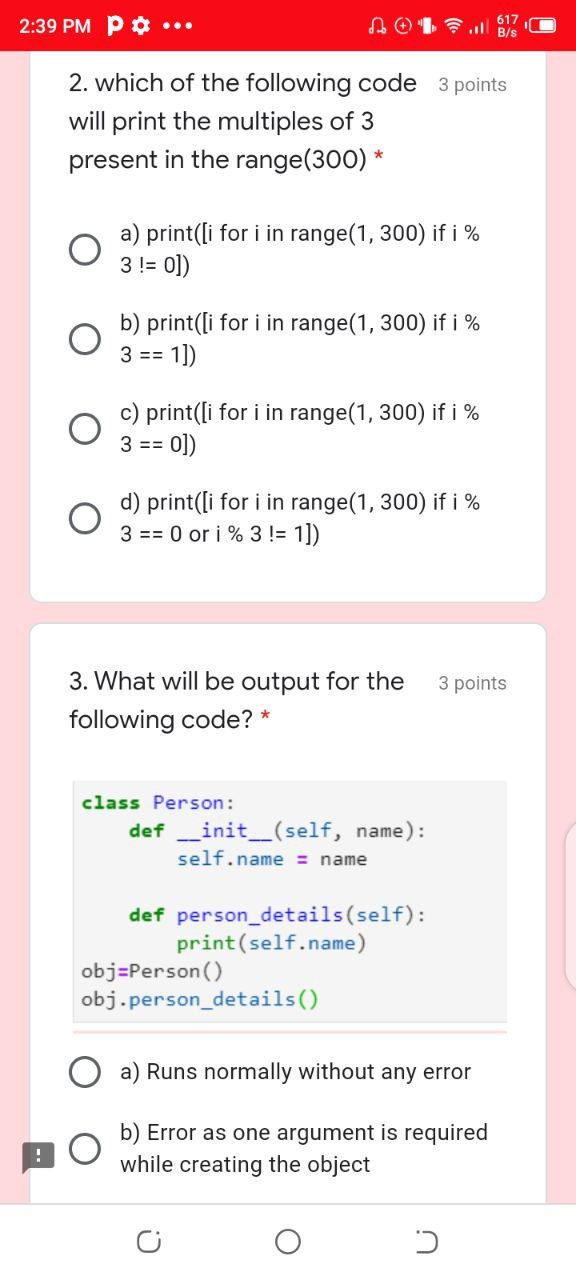 2:39 PM
617
B/s
2. which of the following code
3 points
will print the multiples of 3
present in the range(300) *
a) print([i for i in range(1, 300) if i %
3 != 0])
b) print([i for i in range(1, 300) if i %
3 == 1])
c) print([i for i in range(1, 300) if i %
3 == 0])
d) print([i for i in range(1, 300) if i %
3 == 0 or i % 3 != 1])
3. What will be output for the
3 points
following code? *
class Person:
    def __init__(self, name):
        self.name = name
    def person_details(self):
        print(self.name)
obj=Person()
obj.person_details()
a) Runs normally without any error
b) Error as one argument is required
while creating the object